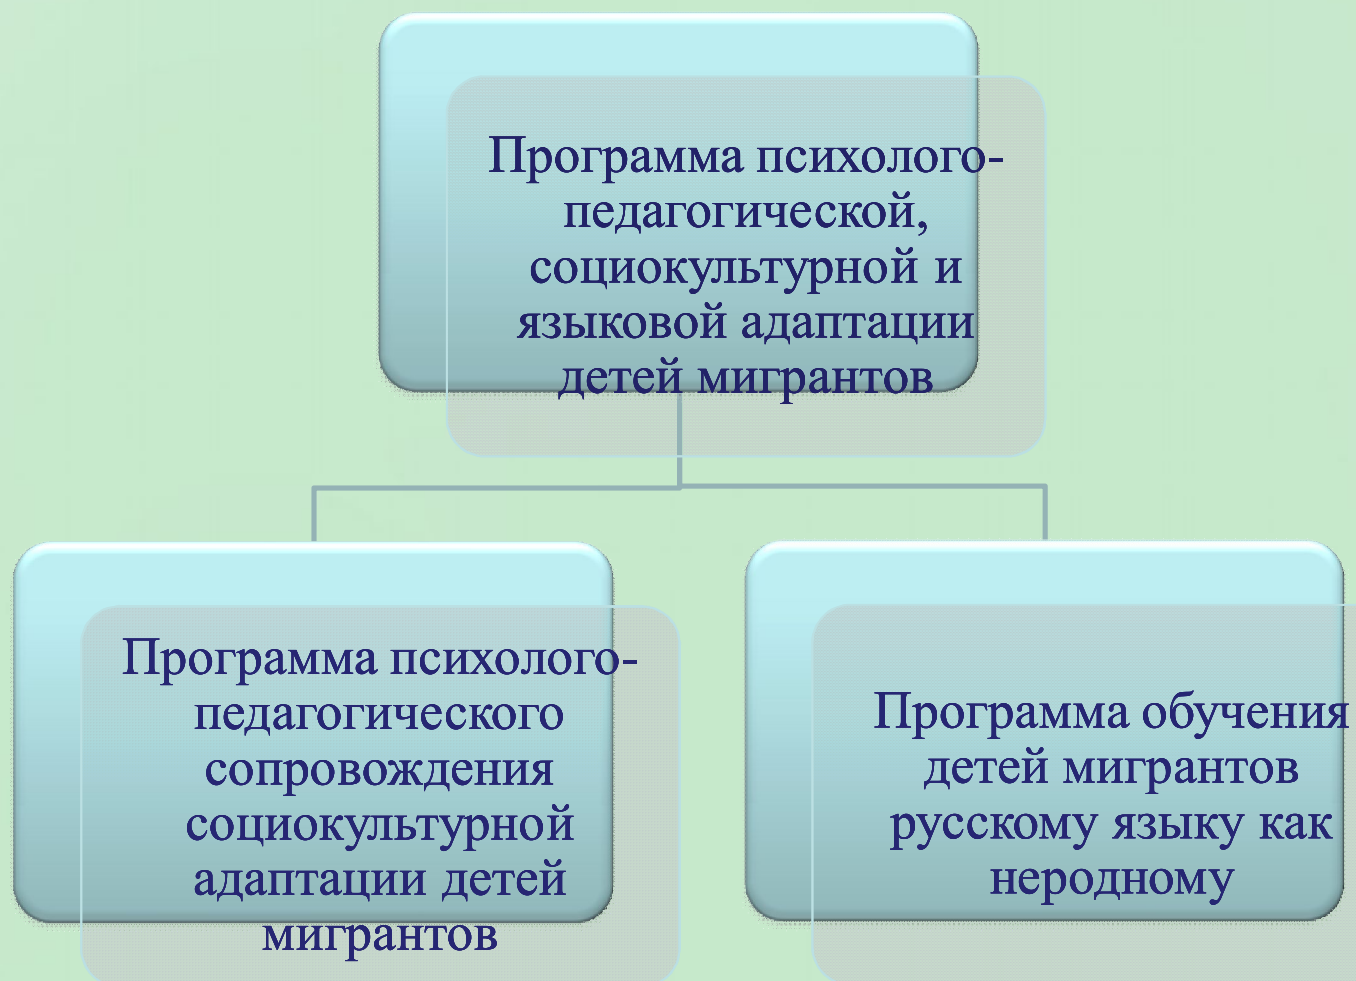 Программа психолого-
педагогической,
социокультурной и
языковой адаптации
детей мигрантов
Программа психолого-
педагогического
сопровождения
социокультурной
адаптации детей
мигрантов
Программа обучения
детей мигрантов
русскому языку как
неродному